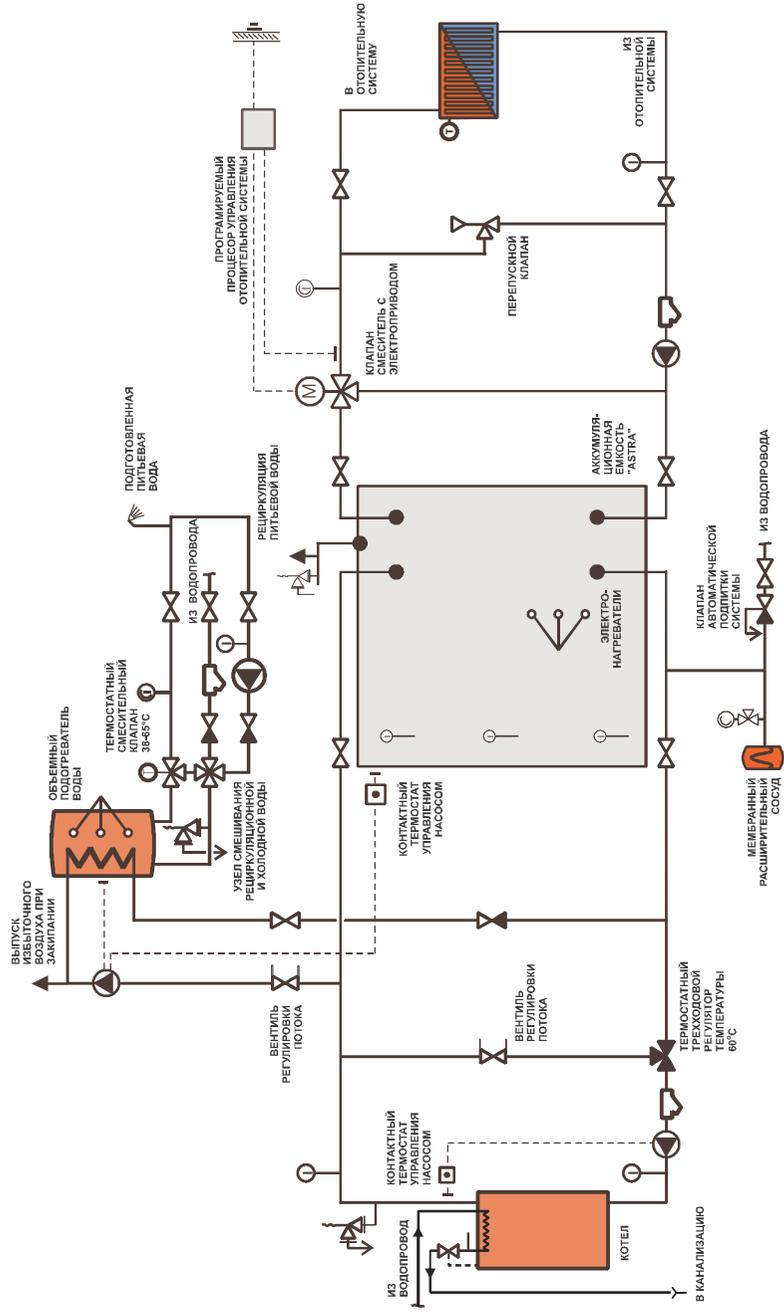 ВЫПУСК
ИЗБЫТОЧНОГО
ВОЗДУХА ПРИ
ЗАКИПАНИИ
ОБЪЕМНЫЙ
ПОДОГРЕВАТЕЛЬ
ВОДЫ
ТЕРМОСТАТНЫЙ
СМЕСИТЕЛЬНЫЙ
КЛАПАН
38-65°С
ПОДГОТОВЛЕННАЯ
ПИТЬЕВАЯ
ВОДА
ИЗ ВОДОПРОВОДА
РЕЦИРКУЛЯЦИЯ
ПИТЬЕВОЙ ВОДЫ
УЗЕЛ СМЕШИВАНИЯ
РЕЦИРКУЛЯЦИОННОЙ
И ХОЛОДНОЙ ВОДЫ
ПРОГРАМИРУЕМЫЙ
ПРОЦЕСОР УПРАВЛЕНИЯ
ОТОПИТЕЛЬНОЙ СИСТЕМЫ
В
ОТОПИТЕЛЬНУЮ
СИСТЕМУ
М
КЛАПАН
СМЕСИТЕЛЬ С
ЭЛЕКТРОПРИВОДОМ
Т
ПЕРЕПУСКНОЙ
КЛАПАН
ИЗ
ОТОПИТЕЛЬНОЙ
СИСТЕМЫ
ВЕНТИЛЬ
РЕГУЛИРОВКИ
ПОТОКА
КОНТАКТНЫЙ
ТЕРМОСТАТ
УПРАВЛЕНИЯ
НАСОСОМ
ЭЛЕКТРО-
НАГРЕВАТЕЛИ
АККУМУЛЯ-
ЦИОННАЯ
ЕМКОСТЬ
"ASTRA"
ВЕНТИЛЬ
РЕГУЛИРОВКИ
ПОТОКА
КОНТАКТНЫЙ
ТЕРМОСТАТ
УПРАВЛЕНИЯ
НАСОСОМ
ИЗ
ВОДОПРОВОД
КОТЕЛ
В КАНАЛИЗАЦИЮ
ТЕРМОСТАТНЫЙ
ТРЕХХОДОВОЙ
РЕГУЛЯТОР
ТЕМПЕРАТУРЫ
60°С
МЕМБРАННЫЙ
РАСШИРИТЕЛЬНЫЙ
СОСУД
КЛАПАН
АВТОМАТИЧЕСКОЙ
ПОДПИТКИ
СИСТЕМЫ
ИЗ ВОДОПРОВОДА